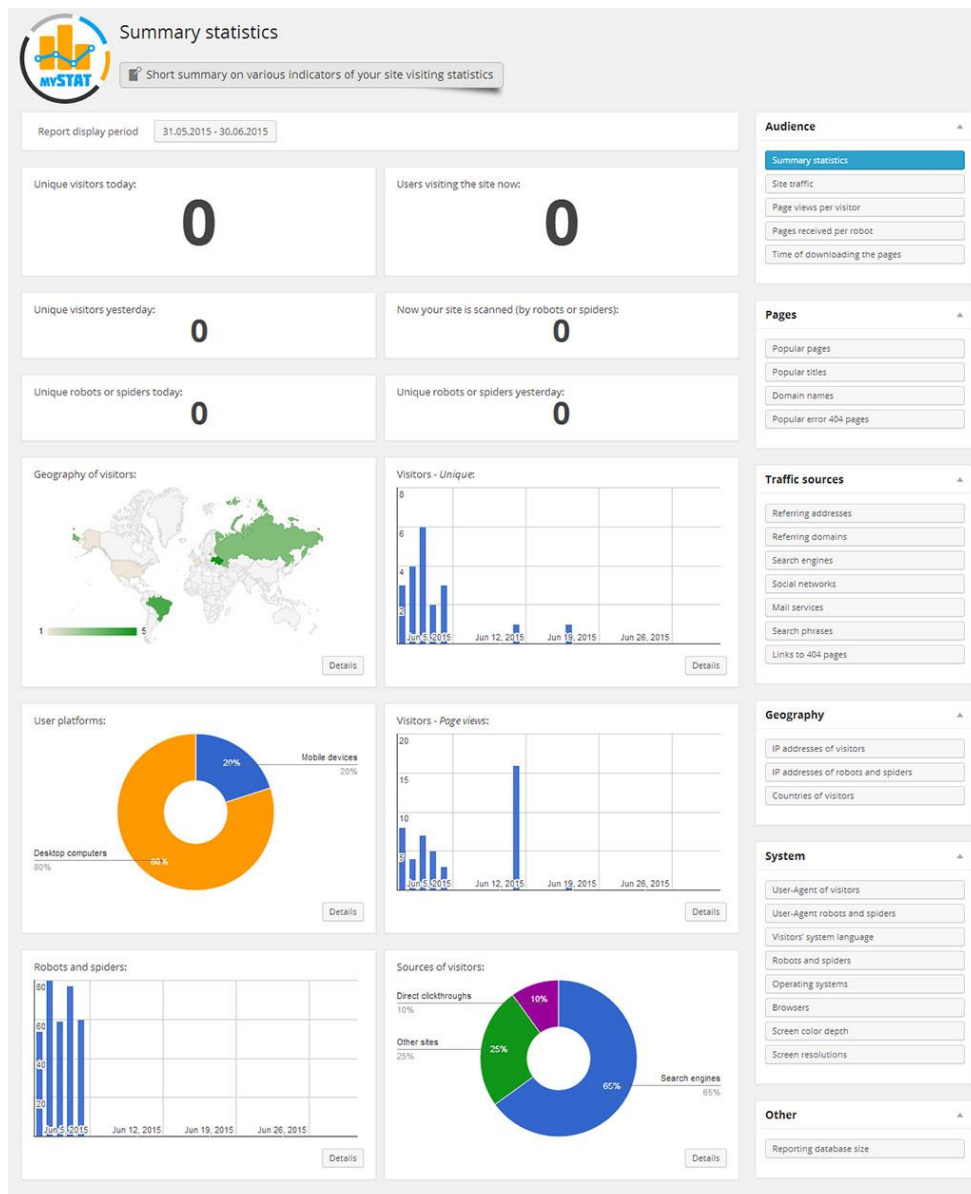 mySTAT
Summary statistics
Short summary on various indicators of your site visiting statistics
Report display period 31.05.2015 - 30.06.2015
Unique visitors today:
0
Users visiting the site now:
0
Unique visitors yesterday:
0
Now your site is scanned (by robots or spiders):
0
Unique robots or spiders today:
0
Unique robots or spiders yesterday:
0
Geography of visitors:
1 5
Details
Visitors - Unique:
8
6
4
2
Jun 5, 2015 Jun 12, 2015 Jun 19, 2015 Jun 26, 2015
Details
User platforms:
20%
Mobile devices
20%
Desktop computers
80%
80%
Details
Visitors - Page views:
20
15
10
5
Jun 5, 2015 Jun 12, 2015 Jun 19, 2015 Jun 26, 2015
Details
Robots and spiders:
80
60
40
20
Jun 5, 2015 Jun 12, 2015 Jun 19, 2015 Jun 26, 2015
Details
Sources of visitors:
Direct clickthroughs
10%
10%
Other sites
25%
25%
65%
Search engines
65%
Details
Audience
Summary statistics
Site traffic
Page views per visitor
Pages received per robot
Time of downloading the pages
Pages
Popular pages
Popular titles
Domain names
Popular error 404 pages
Traffic sources
Referring addresses
Referring domains
Search engines
Social networks
Mail services
Search phrases
Links to 404 pages
Geography
IP addresses of visitors
IP addresses of robots and spiders
Countries of visitors
System
User-Agent of visitors
User-Agent robots and spiders
Visitors' system language
Robots and spiders
Operating systems
Browsers
Screen color depth
Screen resolutions
Other
Reporting database size